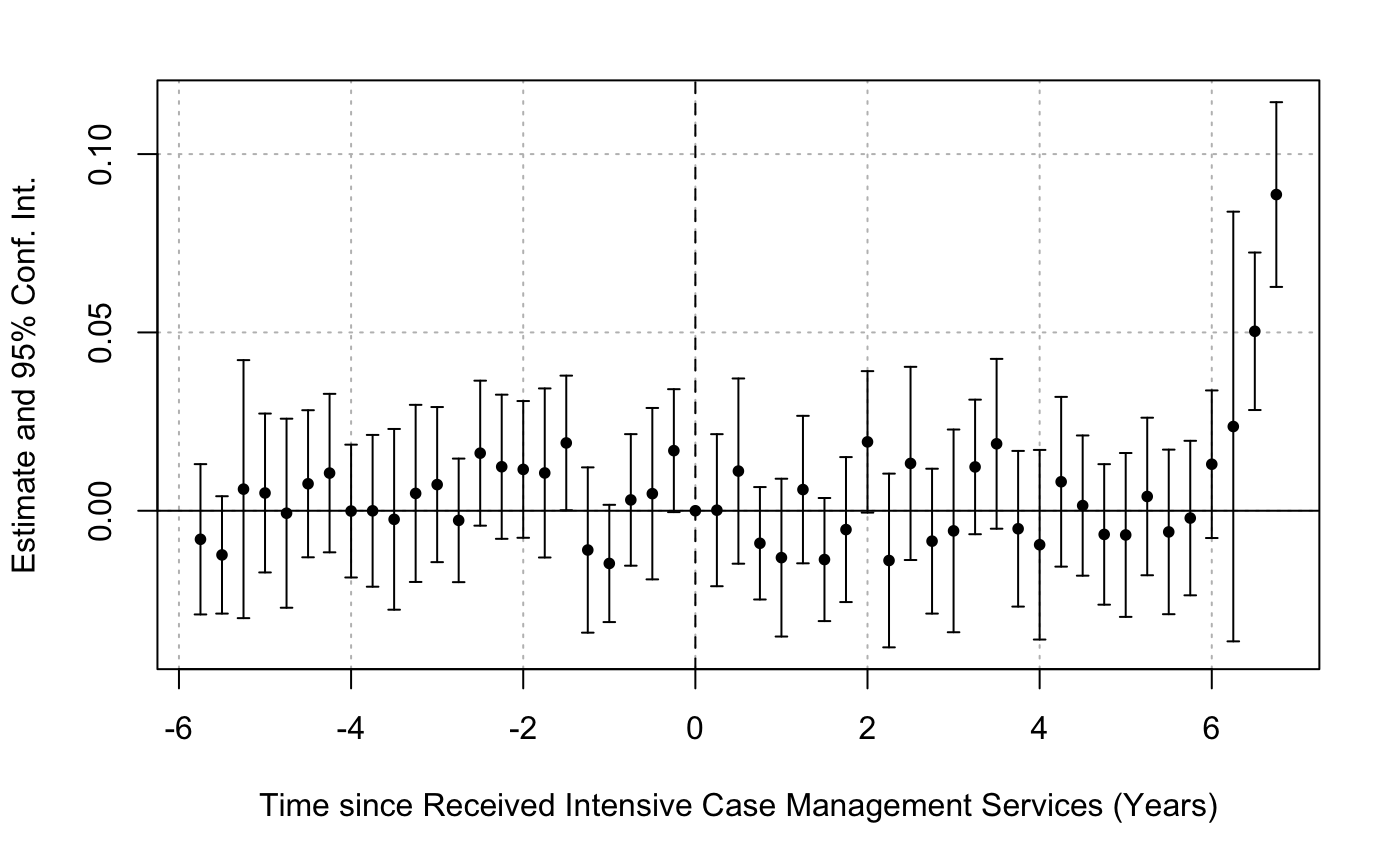 Estimate and 95% Conf. Int.
0.10
0.05
0.00
-6 -4 -2 0 2 4 6
Time since Received Intensive Case Management Services (Years)